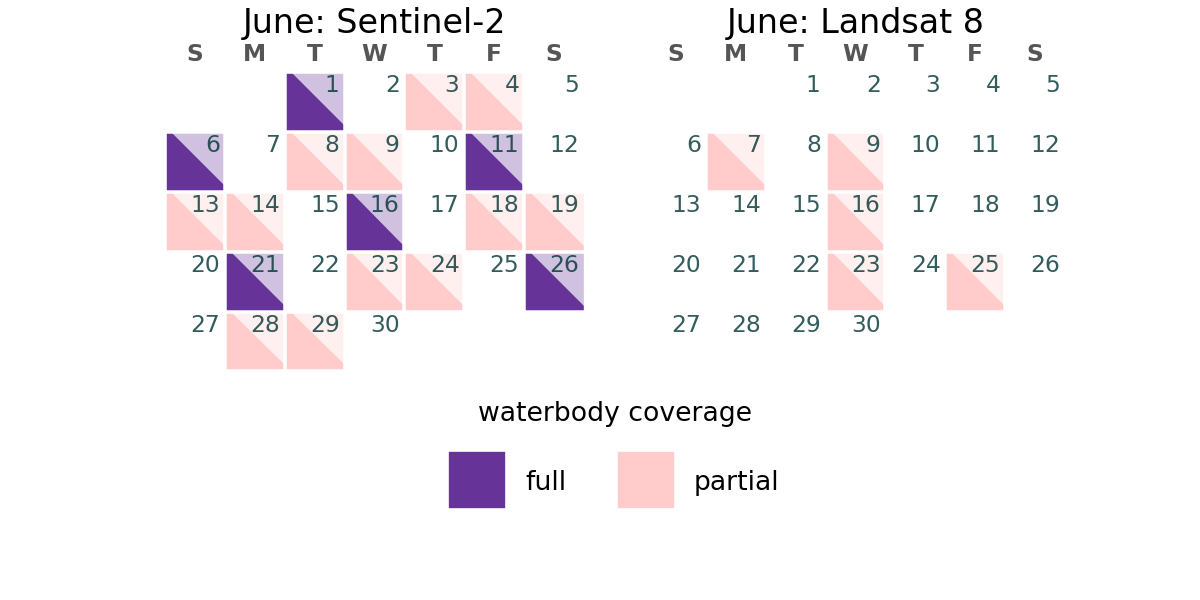 June: Sentinel-2
S M T W T F S
1 2 3 4 5
6 7 8 9 10 11 12
13 14 15 16 17 18 19
20 21 22 23 24 25 26
27 28 29 30
June: Landsat 8
S M T W T F S
1 2 3 4 5
6 7 8 9 10 11 12
13 14 15 16 17 18 19
20 21 22 23 24 25 26
27 28 29 30
waterbody coverage
full
partial